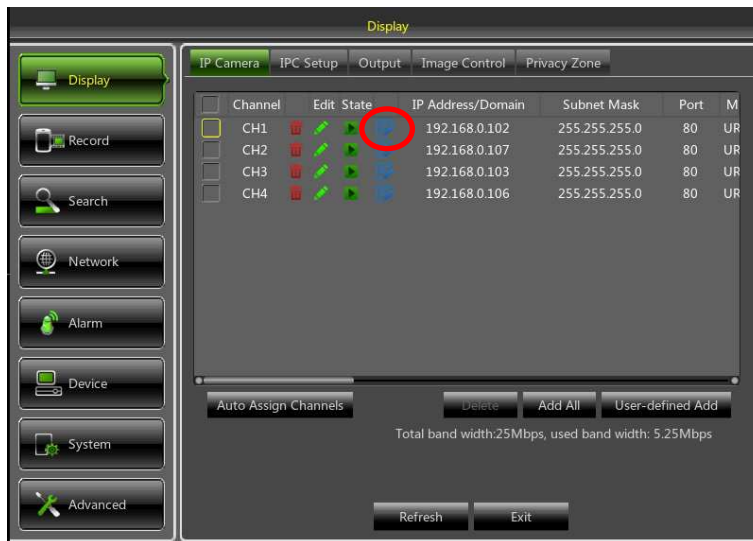 Display
Display
Record
Search
Network
Alarm
Device
System
Advanced
IP Camera IPC Setup Output Image Control Privacy Zone
Channel Edit State IP Address/Domain Subnet Mask Port M
CH1 192.168.0.102 255.255.255.0 80 UR
CH2 192.168.0.107 255.255.255.0 80 UR
CH3 192.168.0.103 255.255.255.0 80 UR
CH4 192.168.0.106 255.255.255.0 80 UR
Auto Assign Channels Delete Add All User-defined Add
Total band width:25Mbps, used band width: 5.25Mbps
Refresh Exit